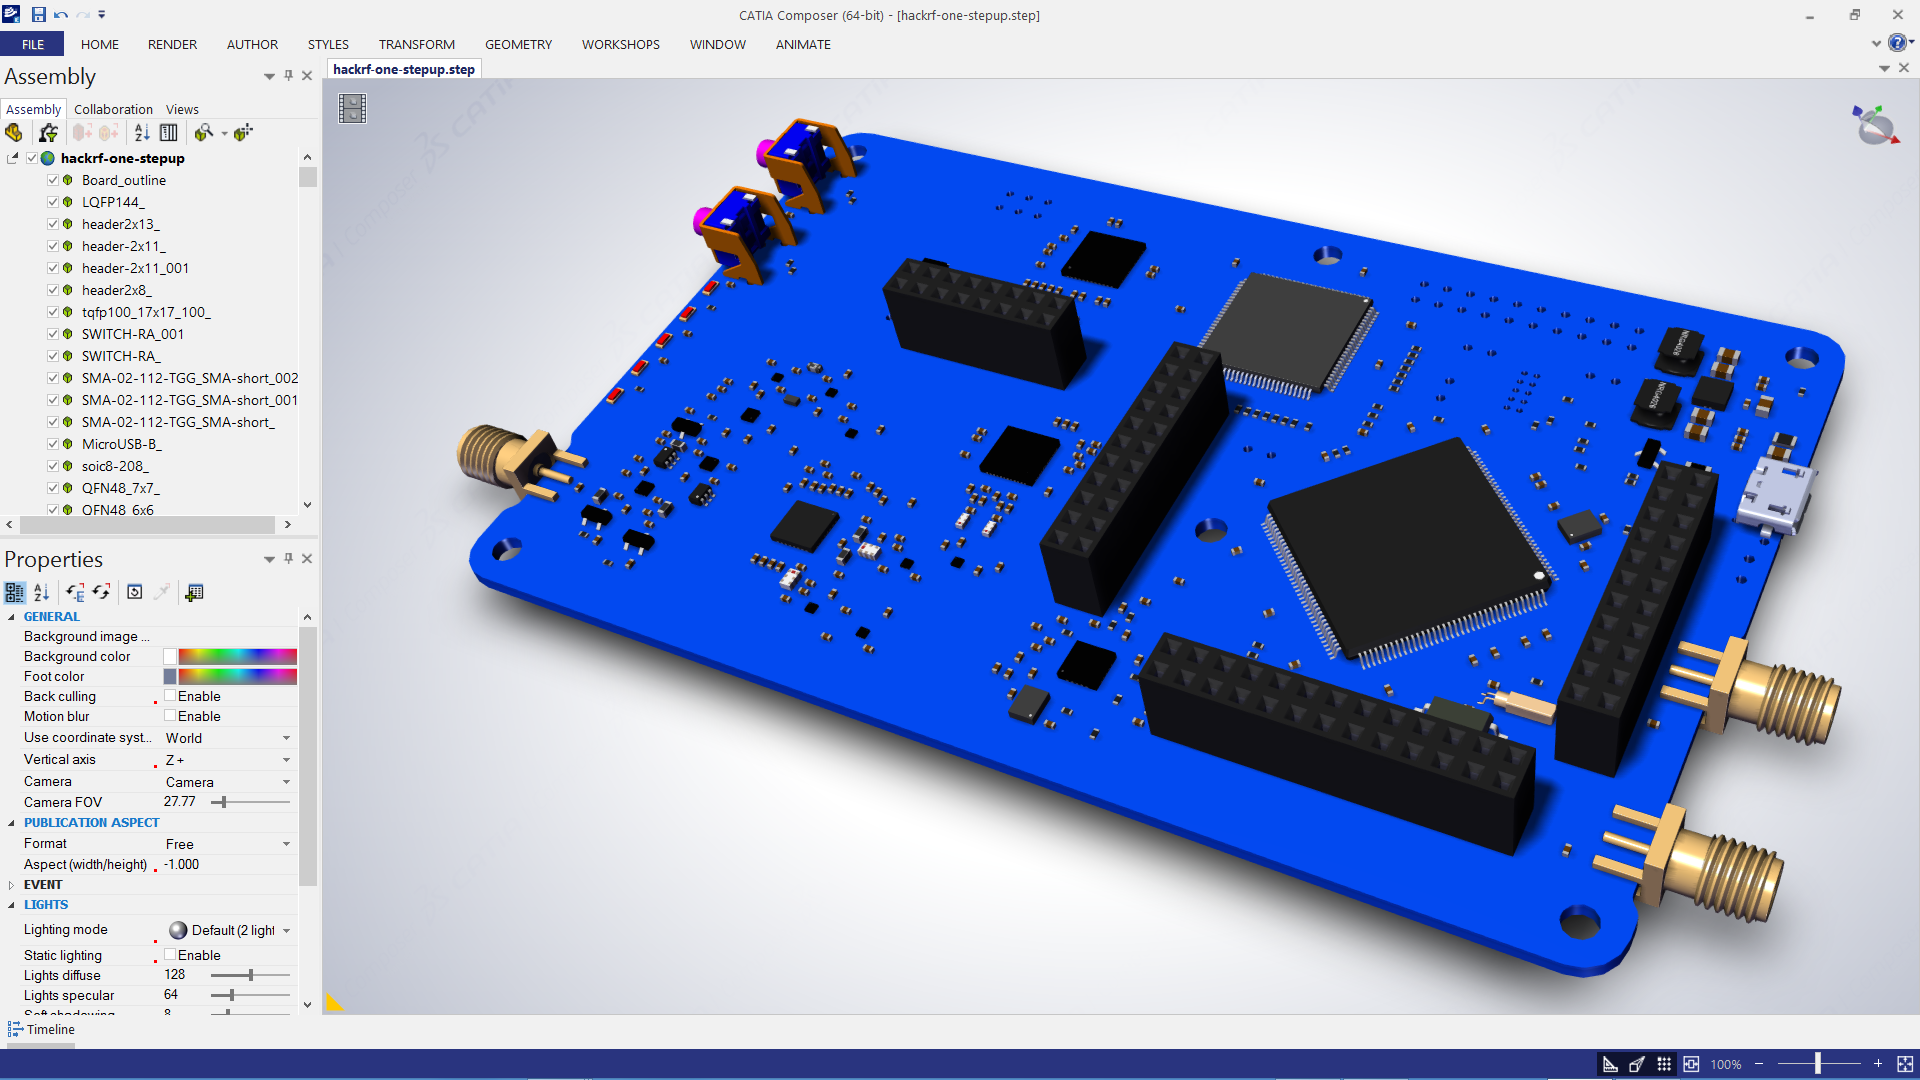 CATIA Composer (64-bit) - [hackrf-one-stepup.step]
FILE HOME RENDER AUTHOR STYLES TRANSFORM GEOMETRY WORKSHOPS WINDOW ANIMATE
Assembly
hackrf-one-stepup.step
Assembly Collaboration Views
hackrf-one-stepup
Board_outline
LQFP144_
header2x13_
header-2x11_
header-2x11_001
header2x8_
tqfp100_17x17_100_
SWITCH-RA_001
SWITCH-RA_
SMA-02-112-TGG_SMA-short_002
SMA-02-112-TGG_SMA-short_001
SMA-02-112-TGG_SMA-short_
MicroUSB-B_
soic8-208_
QFN48_7x7_
QFN48_6x6
Properties
GENERAL
Background image ...
Background color
Foot color
Back culling Enable
Motion blur Enable
Use coordinate syst... World
Vertical axis Z +
Camera Camera
Camera FOV 27.77
PUBLICATION ASPECT
Format Free
Aspect (width/height) -1.000
EVENT
LIGHTS
Lighting mode Default (2 light
Static lighting Enable
Lights diffuse 128
Lights specular 64
Soft shadowing 8
Timeline
NRG4026
NRG4026
100%